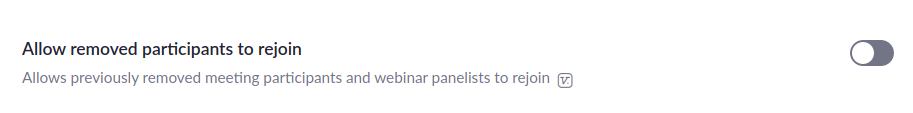 Allow removed participants to rejoin
Allows previously removed meeting participants and webinar panelists to rejoin